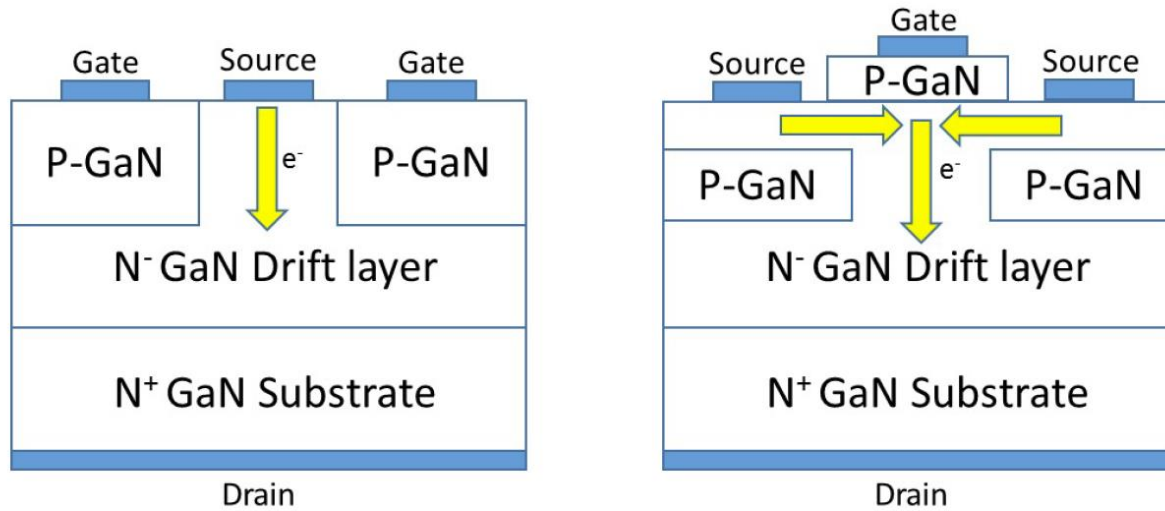 Gate Source Gate
P-GaN P-GaN
e⁻
N⁻ GaN Drift layer
N⁺ GaN Substrate
Drain
Gate
Source Source
P-GaN
e⁻
P-GaN P-GaN
N⁻ GaN Drift layer
N⁺ GaN Substrate
Drain